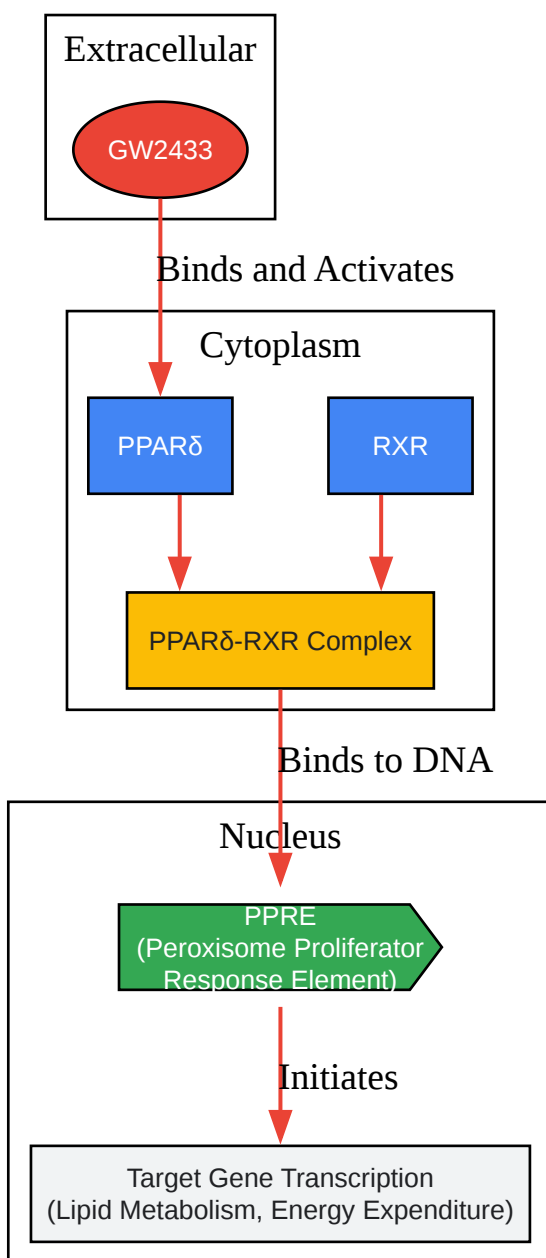 Extracellular
GW2433
Binds and Activates
Cytoplasm
PPARδ
RXR
PPARδ-RXR Complex
Binds to DNA
Nucleus
PPRE
(Peroxisome Proliferator
Response Element)
Initiates
Target Gene Transcription
(Lipid Metabolism, Energy Expenditure)